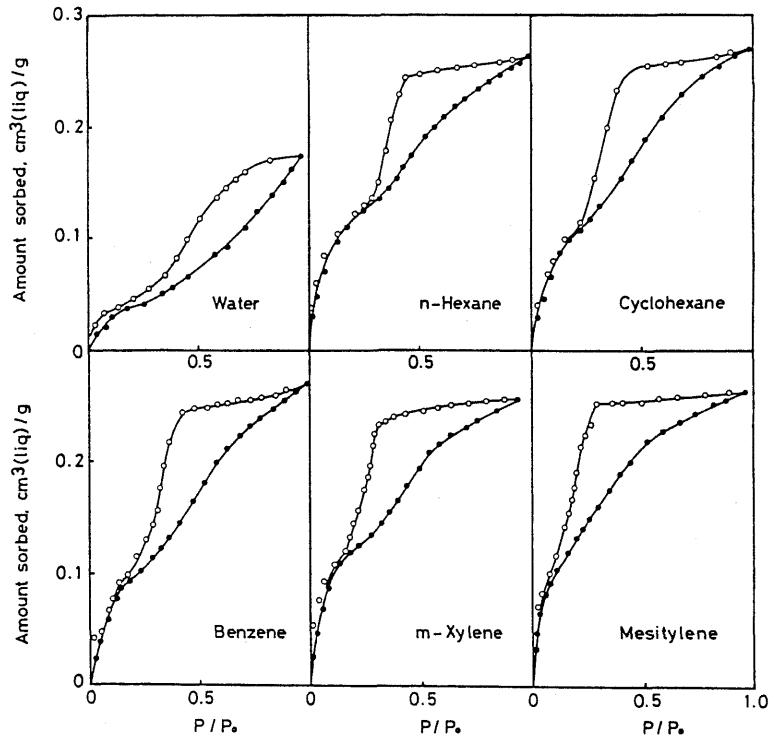 0.3
Amount sorbed, cm³(liq)/g
0.2
0.1
0
Water
n-Hexane
Cyclohexane
0.5
0.5
0.5
Amount sorbed, cm³(liq)/g
0.2
0.1
0
Benzene
m-Xylene
Mesitylene
0
0.5
0
0.5
0
0.5
1.0
P/P₀
P/P₀
P/P₀